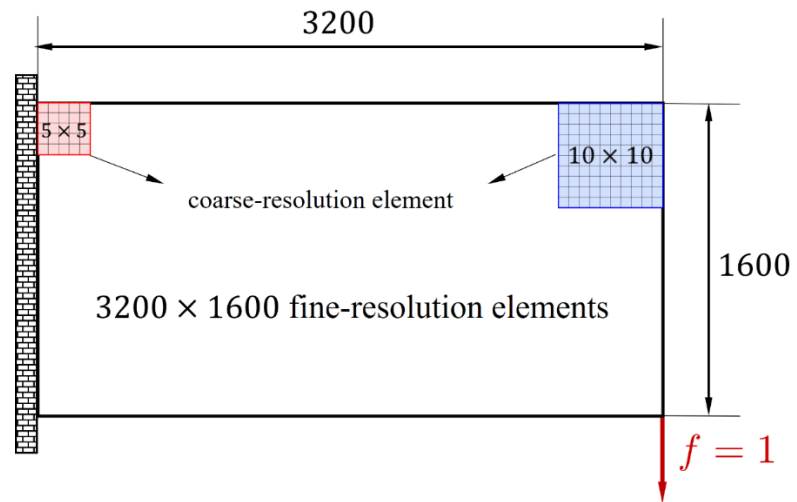 3200
5 × 5
10 × 10
coarse-resolution element
1600
3200 × 1600 fine-resolution elements
f = 1